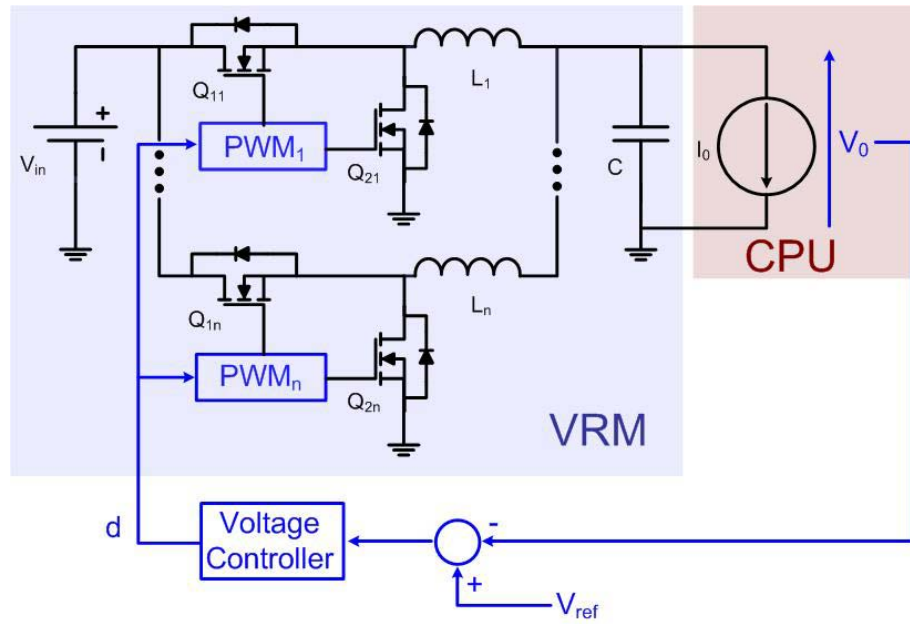 Q11
L1
+
PWM1
Vin
Q21
C
I0
V0
CPU
Q1n
Ln
PWMn
Q2n
VRM
d
Voltage
Controller
-
+
Vref